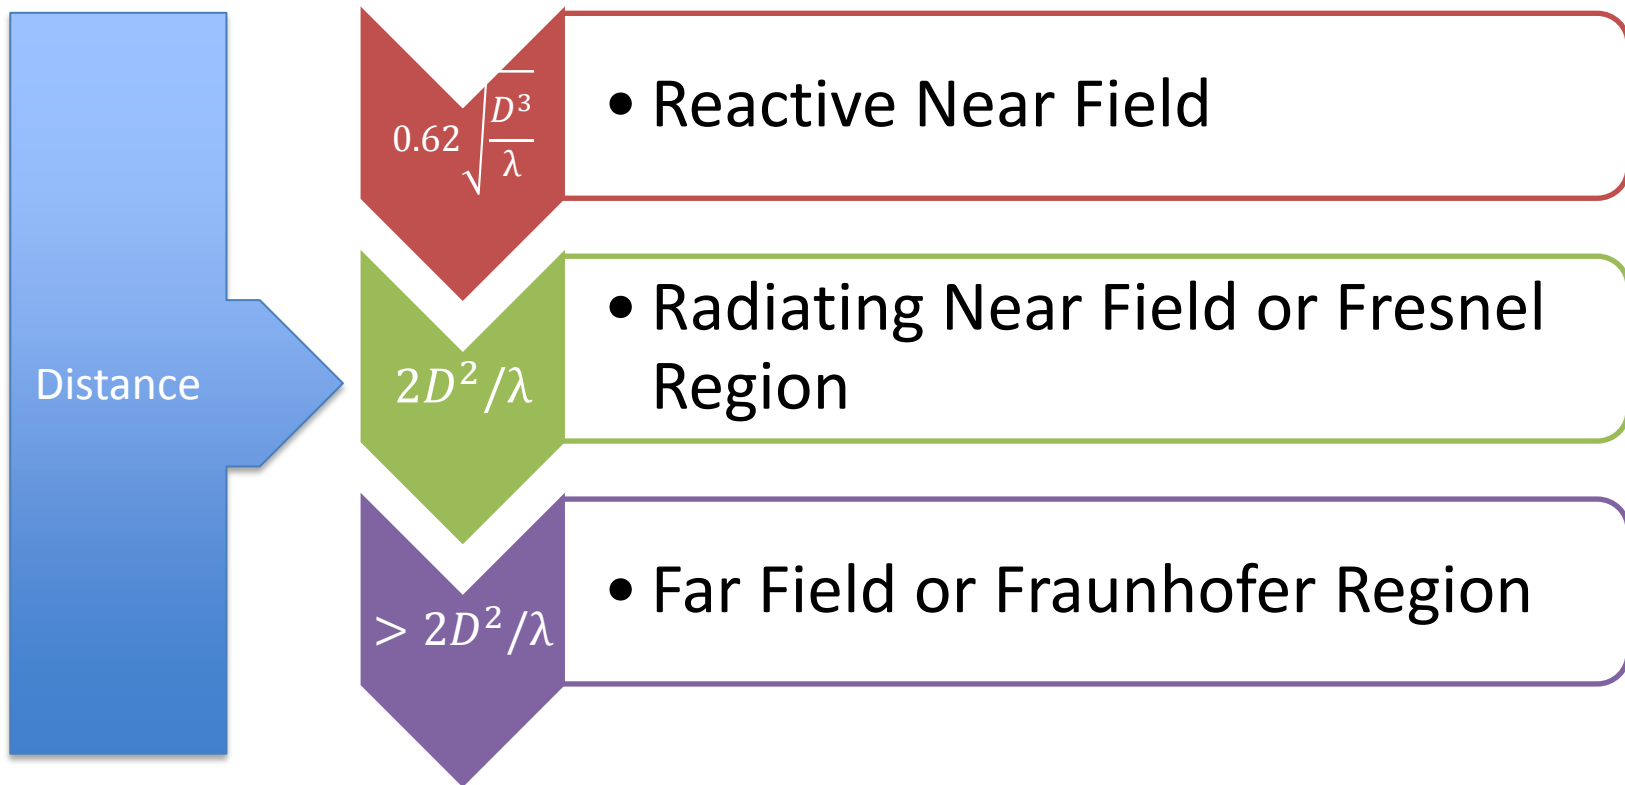 Distance
0.62√(D³/λ)
• Reactive Near Field
2D²/λ
• Radiating Near Field or Fresnel
Region
> 2D²/λ
• Far Field or Fraunhofer Region